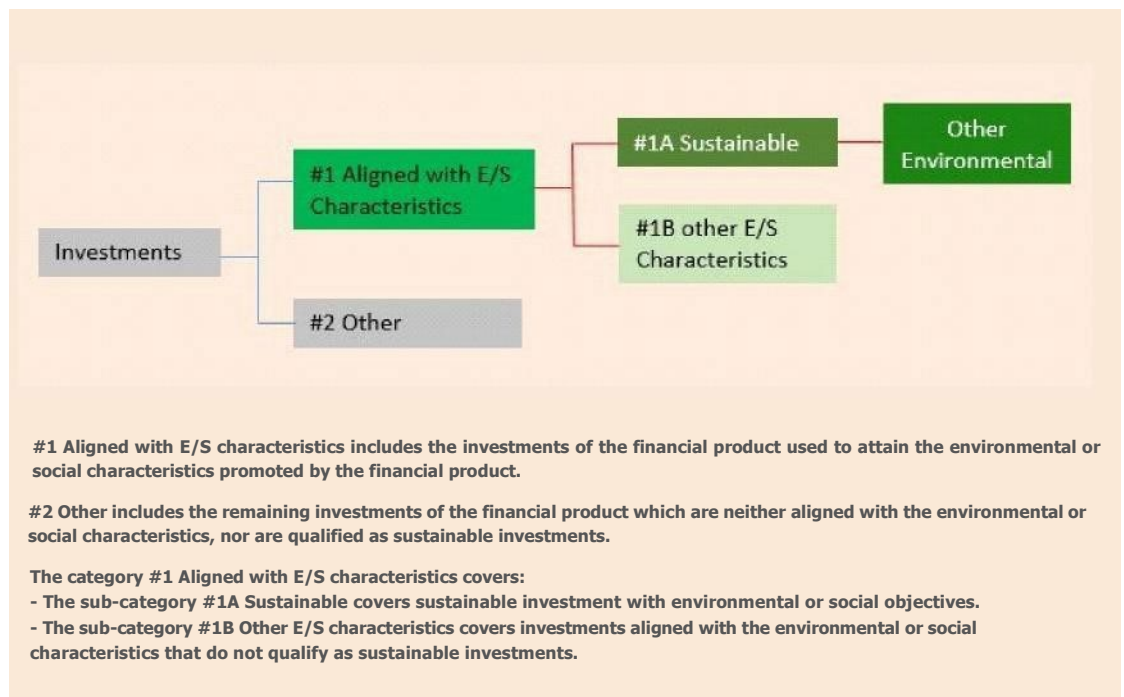 Other
Environmental
#1A Sustainable
#1 Aligned with E/S
Characteristics
#1B other E/S
Characteristics
Investments
#2 Other
#1 Aligned with E/S characteristics includes the investments of the financial product used to attain the environmental or
social characteristics promoted by the financial product.
#2 Other includes the remaining investments of the financial product which are neither aligned with the environmental or
social characteristics, nor are qualified as sustainable investments.
The category #1 Aligned with E/S characteristics covers:
- The sub-category #1A Sustainable covers sustainable investment with environmental or social objectives.
- The sub-category #1B Other E/S characteristics covers investments aligned with the environmental or social
characteristics that do not qualify as sustainable investments.